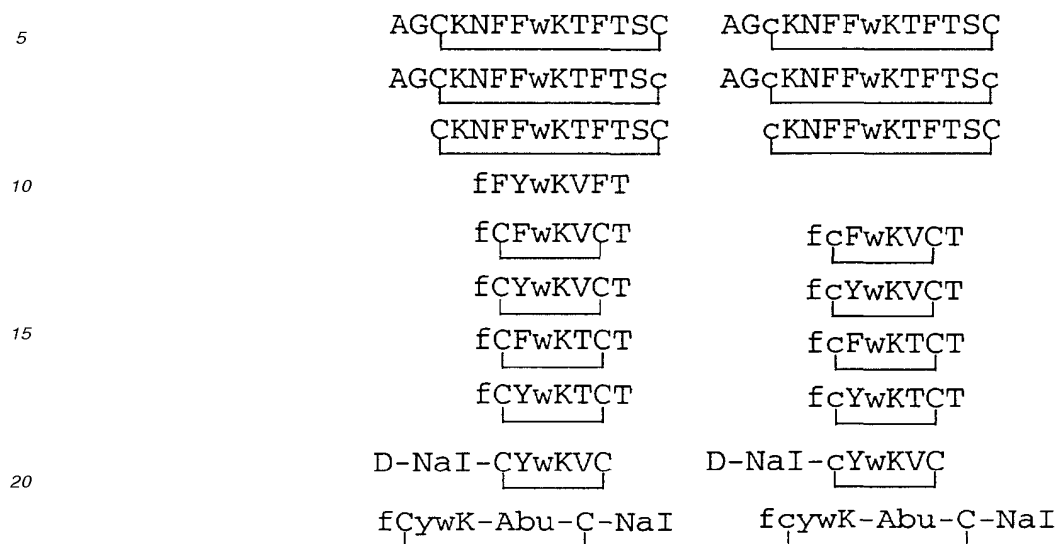 5 AGCKNFFwKTFTSC AGcKNFFwKTFTSC
AGCKNFFwKTFTSc AGcKNFFwKTFTSc
CKNFFwKTFTSC cKNFFwKTFTSC
10 fFYwKVFT
fCFwKVCT fcFwKVCT
fCYwKVCT fcYwKVCT
15 fCFwKTCT fcFwKTCT
fCYwKTCT fcYwKTCT
D-NaI-CYwKVC D-NaI-cYwKVC
20
fCywK-Abu-C-NaI fcywK-Abu-C-NaI